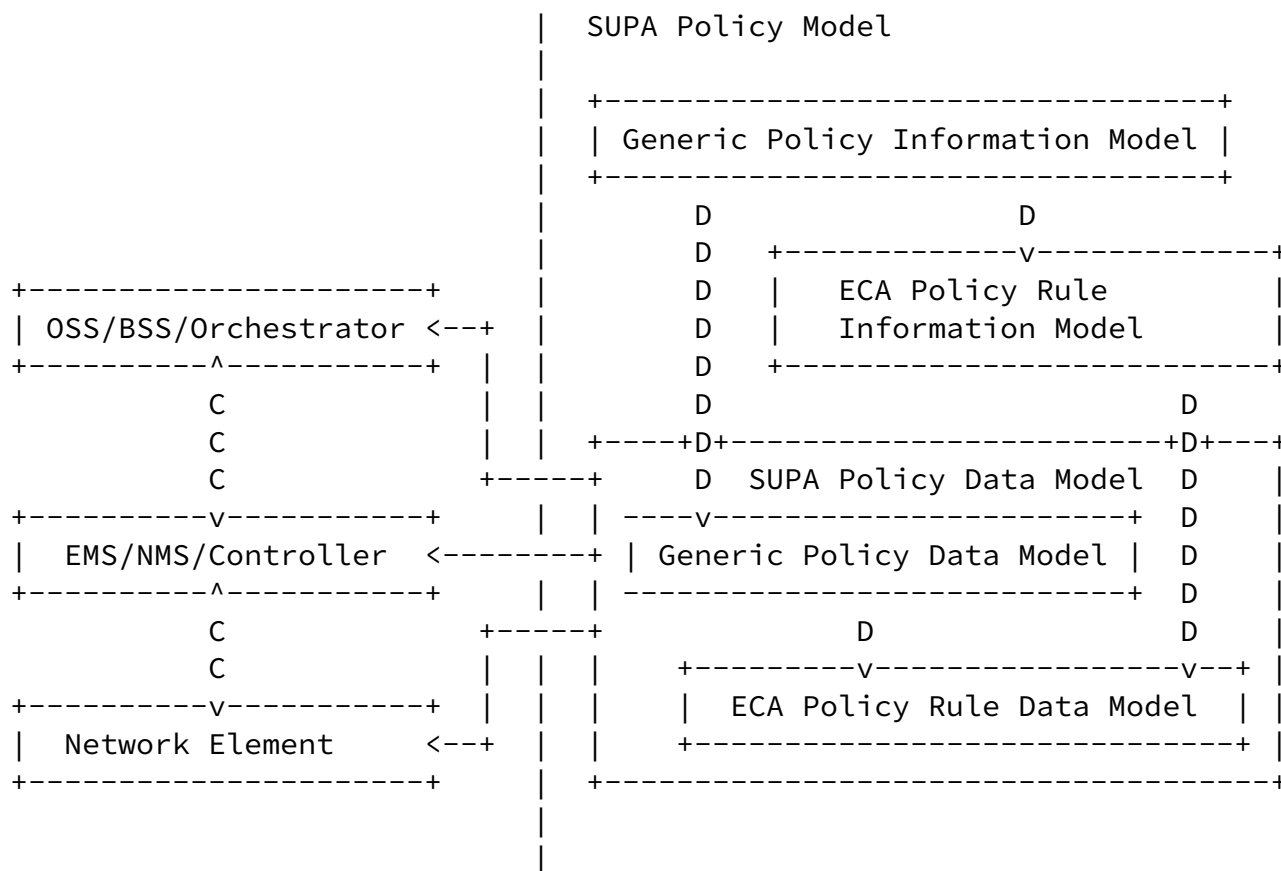 SUPA Policy Model
Generic Policy Information Model
D D
D
ECA Policy Rule
D
OSS/BSS/Orchestrator
D
Information Model
D
C D D
C D D
C D SUPA Policy Data Model D
v v D
EMS/NMS/Controller
Generic Policy Data Model
D
D
C D D
C v v
v
ECA Policy Rule Data Model
Network Element